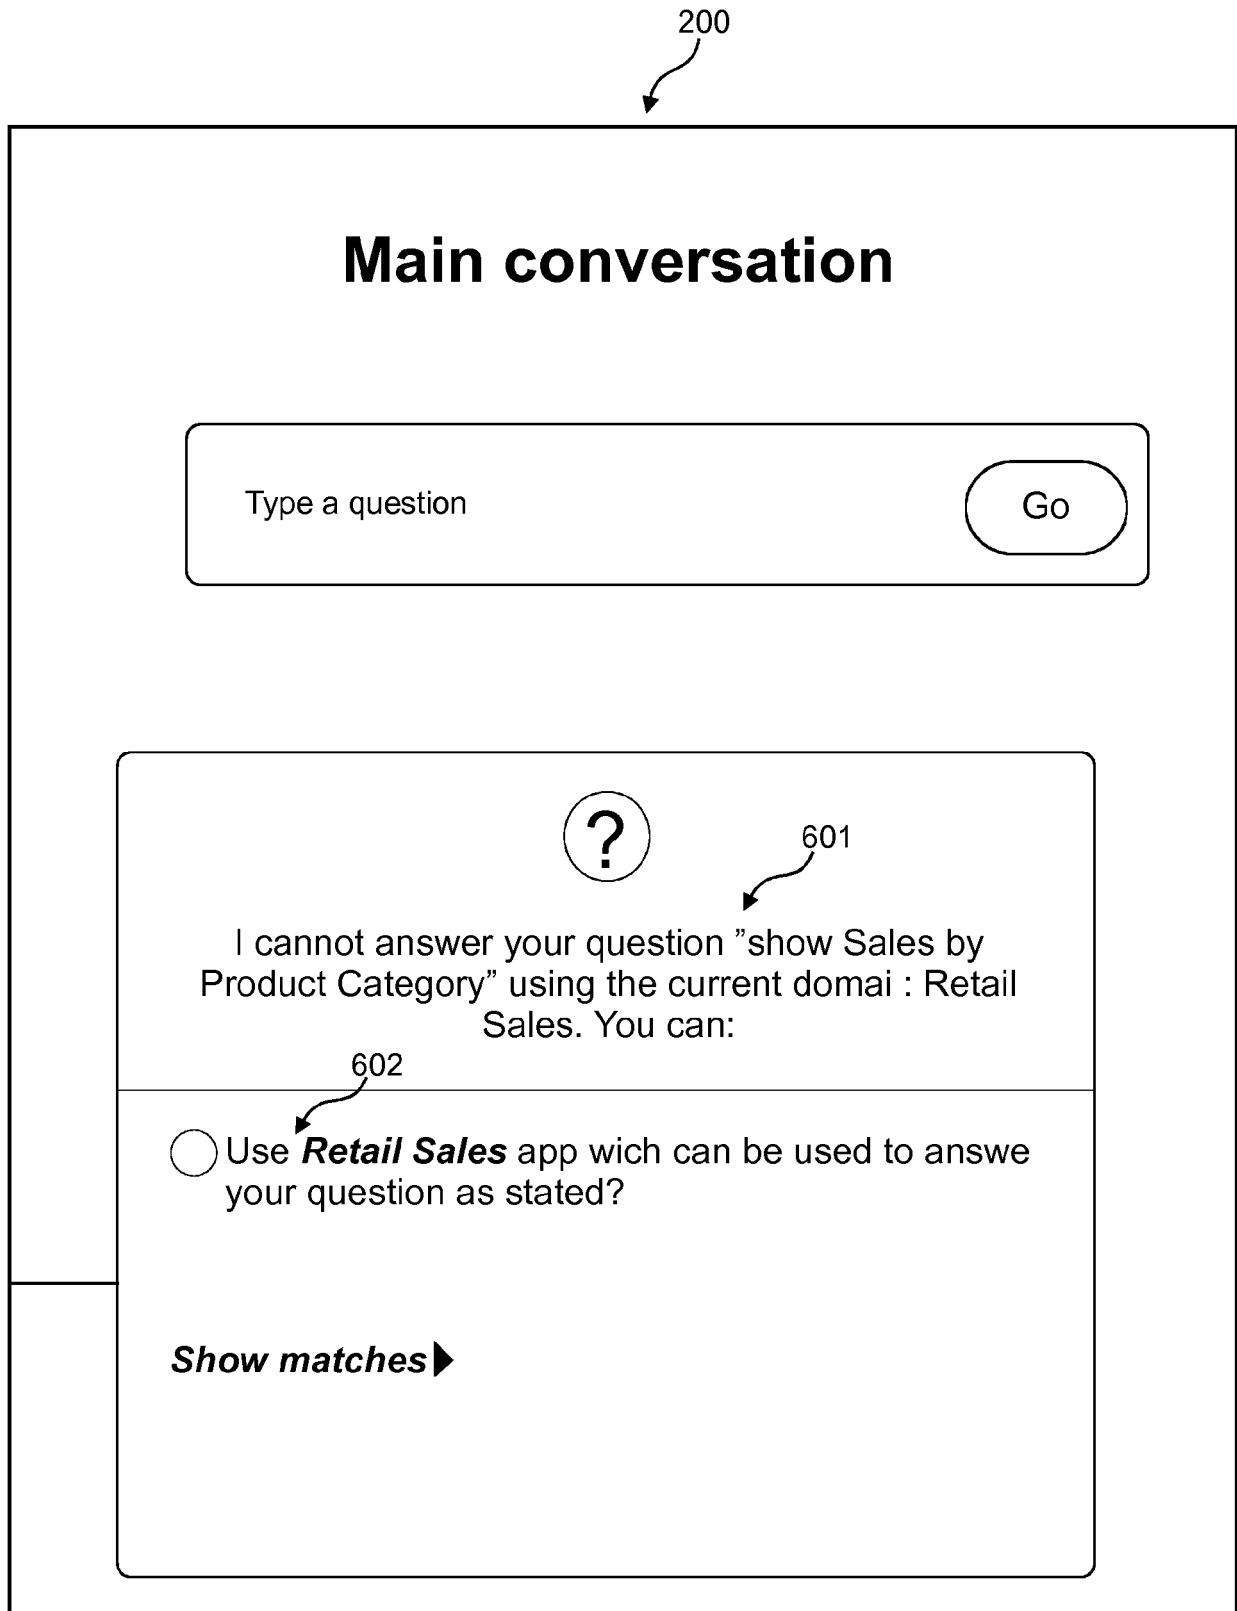 200
Main conversation
Type a question
Go
?
601
I cannot answer your question ”show Sales by
Product Category” using the current domai : Retail
Sales. You can:
602
Use Retail Sales app wich can be used to answe
your question as stated?
Show matches